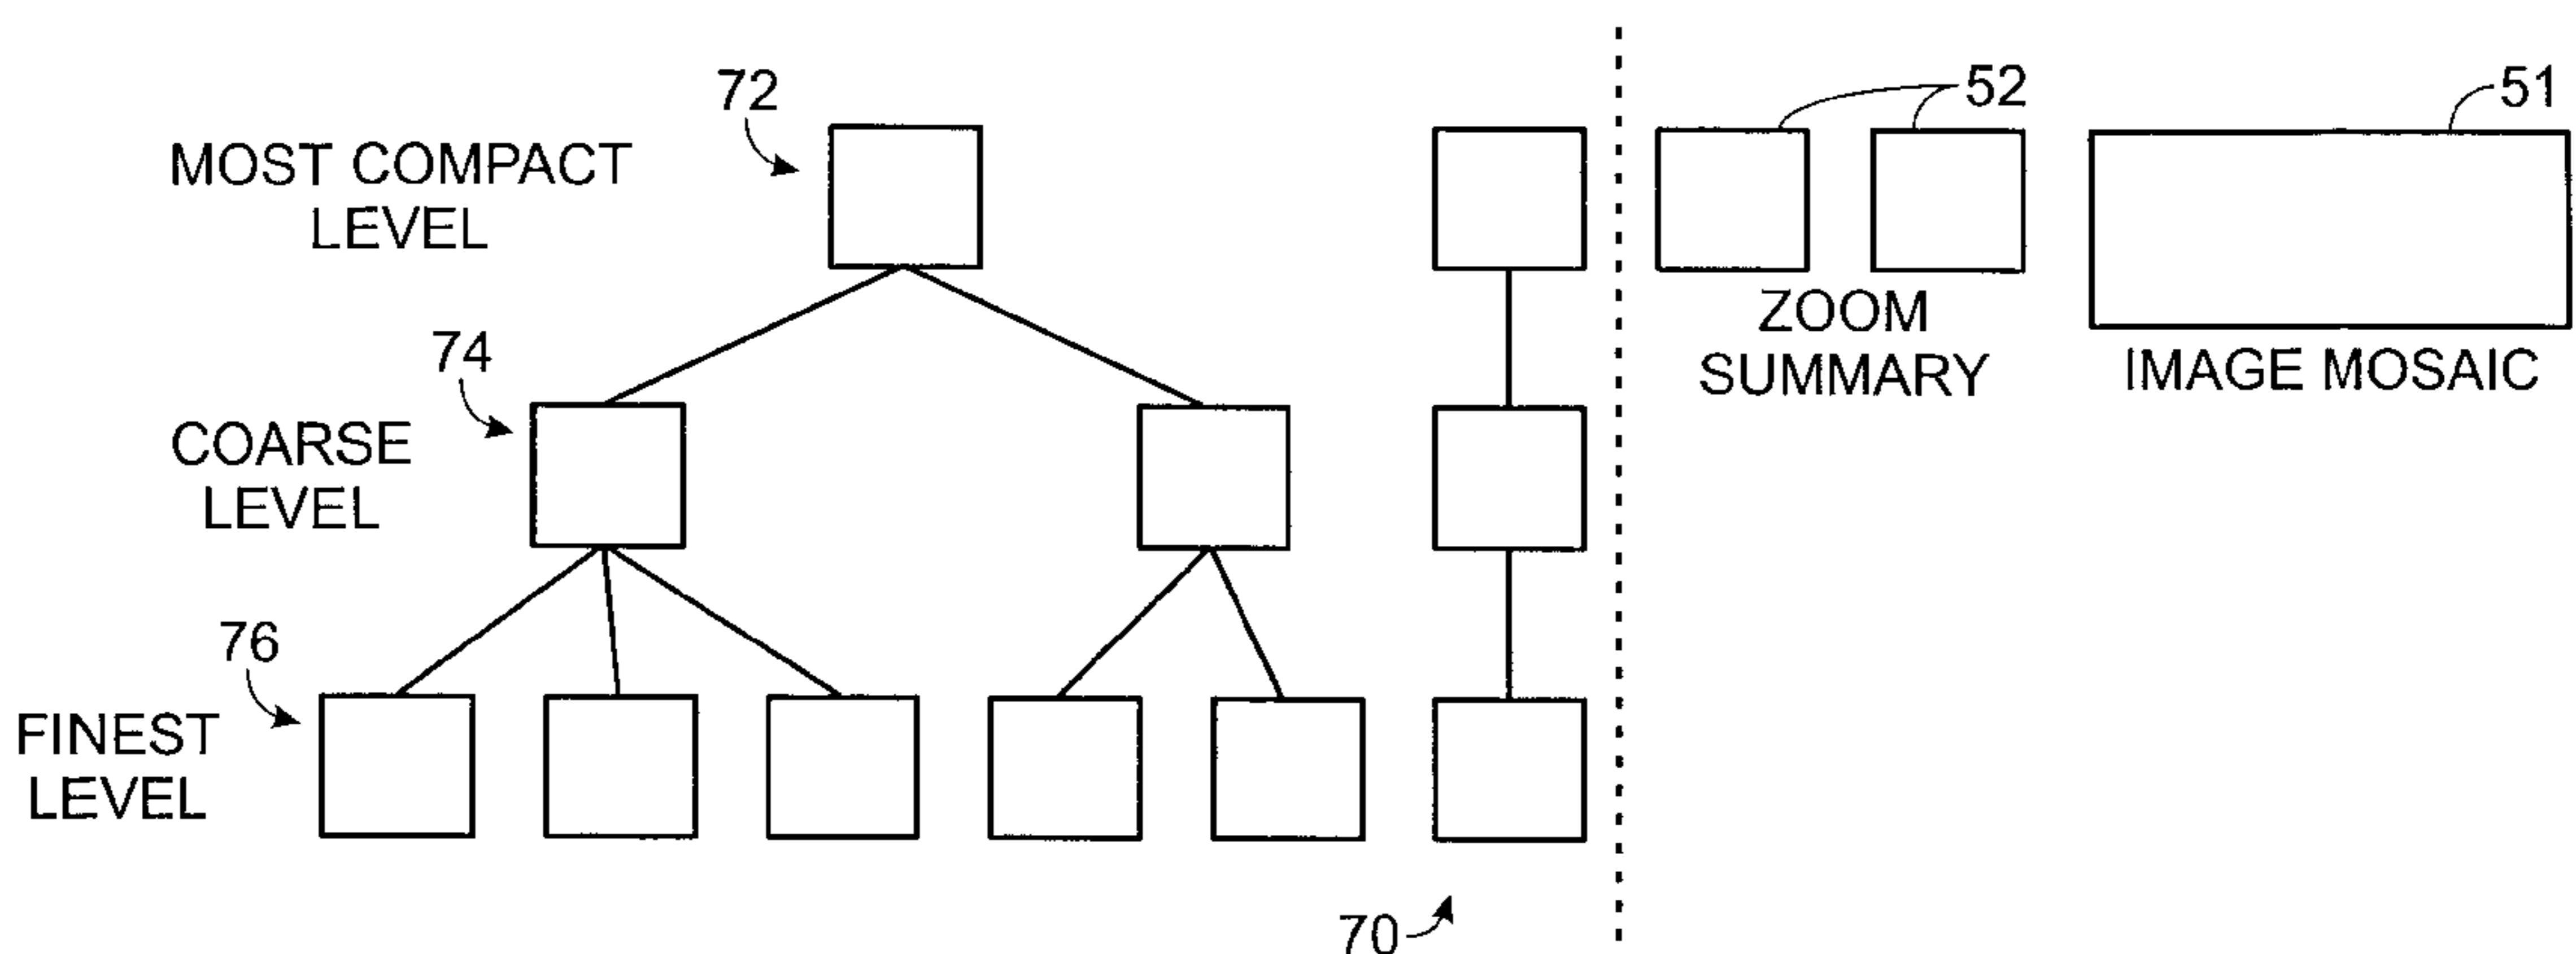 72
52
51
MOST COMPACT
LEVEL
ZOOM
SUMMARY
IMAGE MOSAIC
74
COARSE
LEVEL
76
FINEST
LEVEL
70